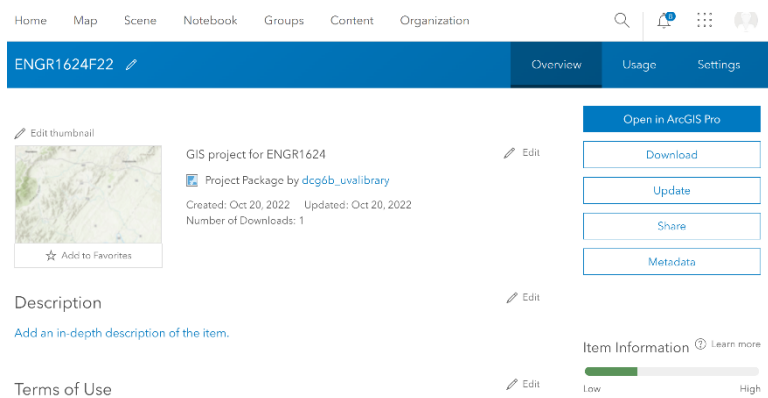 Home Map Scene Notebook Groups Content Organization
ENGR1624F22 Overview Usage Settings
Edit thumbnail
GIS project for ENGR1624
Edit
Project Package by dcg6b_uvalibrary
Created: Oct 20, 2022 Updated: Oct 20, 2022
Number of Downloads: 1
Add to Favorites
Open in ArcGIS Pro
Download
Update
Share
Metadata
Description
Edit
Add an in-depth description of the item.
Item Information Learn more
Low High
Terms of Use
Edit